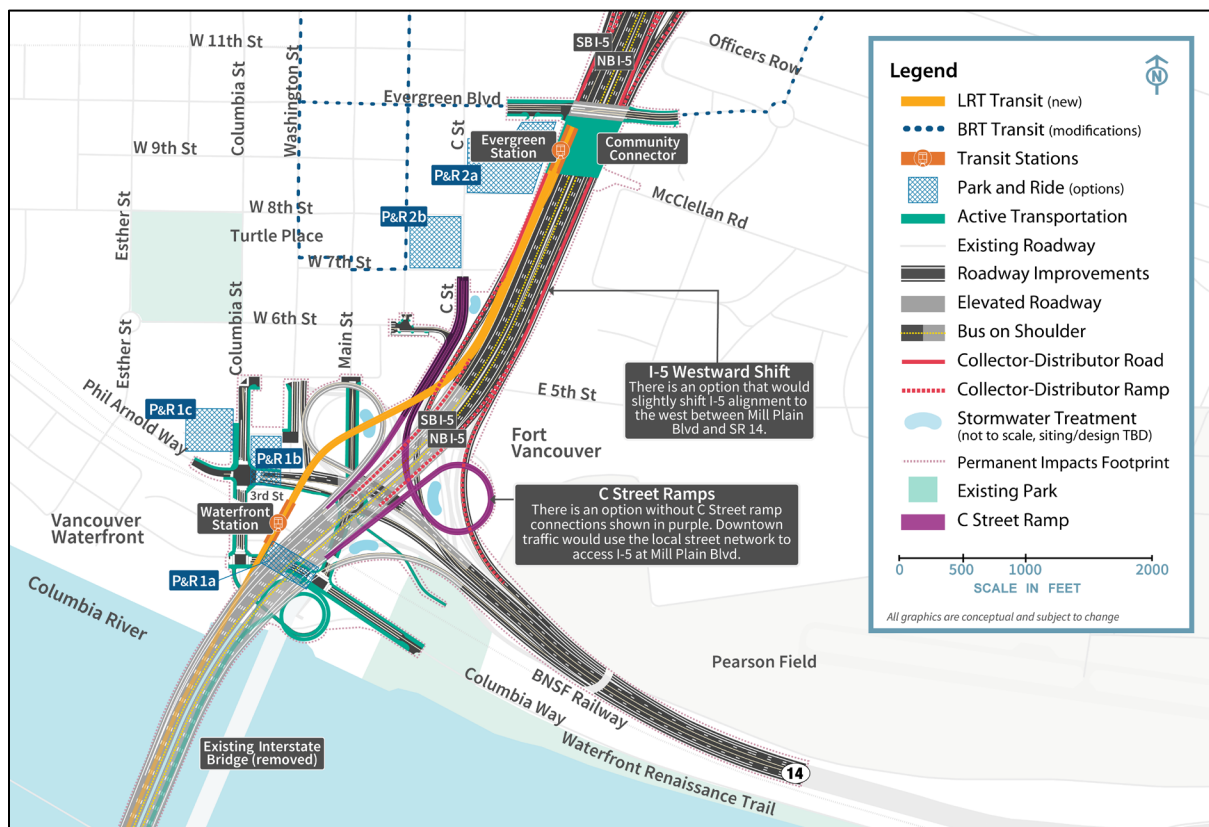 W 11th St
Columbia St
Washington St
SB I-5
NB I-5
Officers Row
Evergreen Blvd
C St
W 9th St
Evergreen
Station
Community
Connector
P&R2a
McClellan Rd
Esther St
W 8th St
P&R2b
Turtle Place
W 7th St
Columbia St
C St
W 6th St
Main St
Esther St
I-5 Westward Shift
There is an option that would
slightly shift I-5 alignment to
the west between Mill Plain
Blvd and SR 14.
E 5th St
Phil Arnold Way
P&R1c
SB I-5
NB I-5
Fort
Vancouver
P&R1b
3rd St
C Street Ramps
There is an option without C Street ramp
connections shown in purple. Downtown
traffic would use the local street network to
access I-5 at Mill Plain Blvd.
Waterfront
Station
Vancouver
Waterfront
P&R1a
Columbia River
Pearson Field
BNSF Railway
Columbia Way
Waterfront Renaissance Trail
Existing Interstate
Bridge (removed)
14
Legend
N
LRT Transit (new)
BRT Transit (modifications)
Transit Stations
Park and Ride (options)
Active Transportation
Existing Roadway
Roadway Improvements
Elevated Roadway
Bus on Shoulder
Collector-Distributor Road
Collector-Distributor Ramp
Stormwater Treatment
(not to scale, siting/design TBD)
Permanent Impacts Footprint
Existing Park
C Street Ramp
0 500 1000 2000
SCALE IN FEET
All graphics are conceptual and subject to change